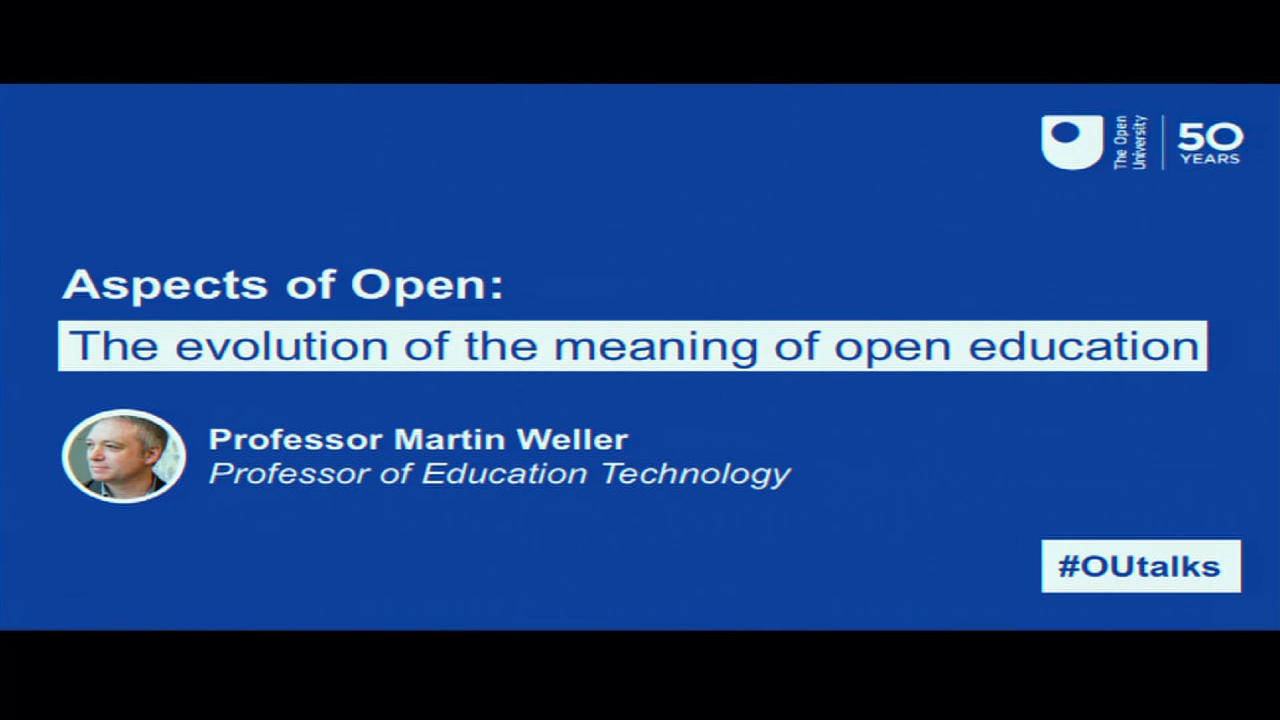 The Open
University
50
YEARS
Aspects of Open:
The evolution of the meaning of open education
Professor Martin Weller
Professor of Education Technology
#OUtalks